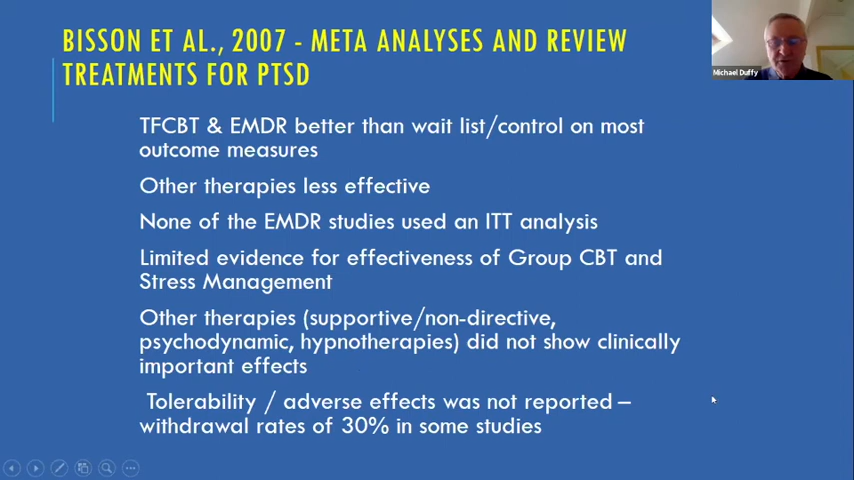 BISSON ET AL., 2007 - META ANALYSES AND REVIEW
TREATMENTS FOR PTSD
Michael Duffy
TFCBT & EMDR better than wait list/control on most
outcome measures
Other therapies less effective
None of the EMDR studies used an ITT analysis
Limited evidence for effectiveness of Group CBT and
Stress Management
Other therapies (supportive/non-directive,
psychodynamic, hypnotherapies) did not show clinically
important effects
Tolerability / adverse effects was not reported –
withdrawal rates of 30% in some studies